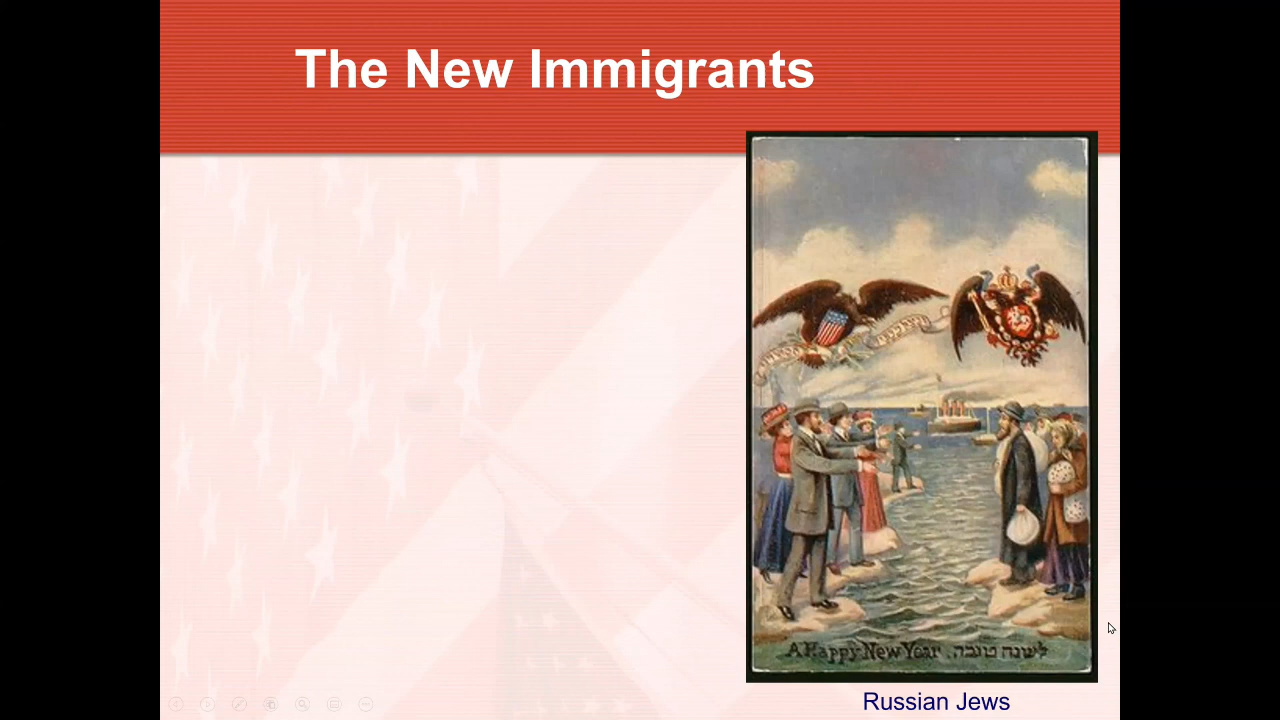 The New Immigrants
A Happy New Year. לשנה טובה
Russian Jews